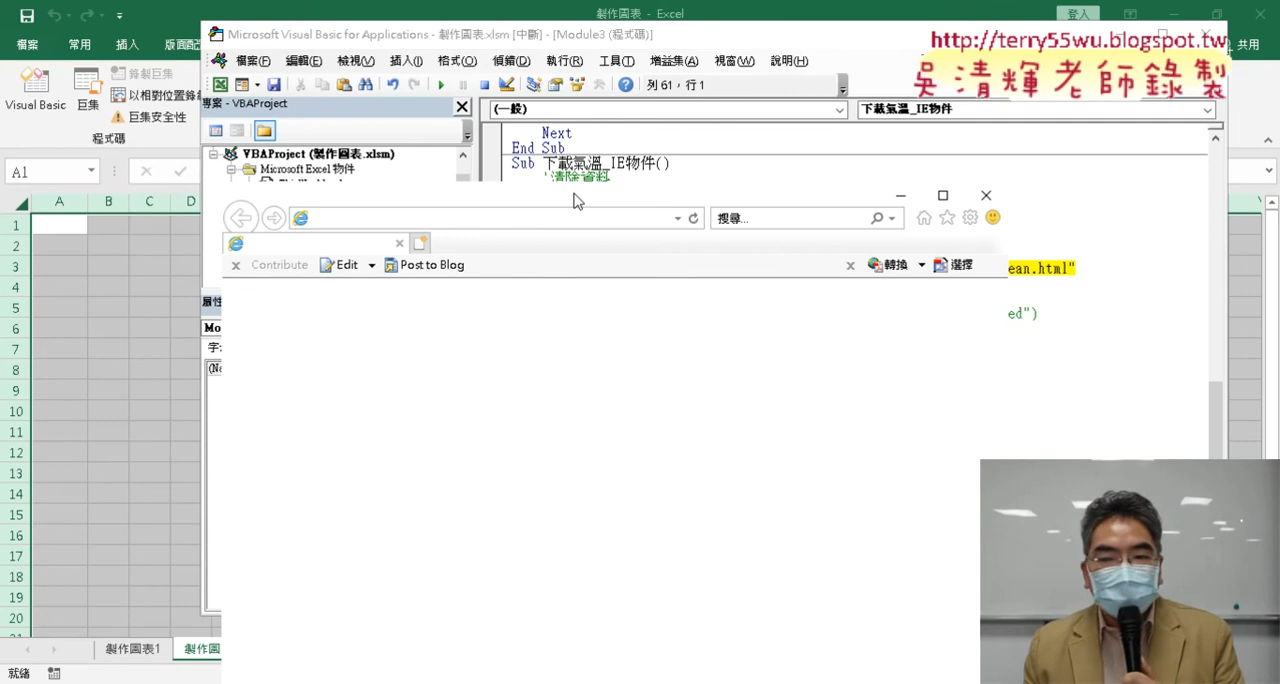 製作圖表 - Excel
登入
http://terry55wu.blogspot.tw
吳清輝老師錄製
檔案
常用
插入
版面配
共用
Microsoft Visual Basic for Applications - 製作圖表.xlsm [中斷] - [Module3 (程式碼)]
檔案(F)
編輯(E)
檢視(V)
插入(I)
格式(O)
偵錯(D)
執行(R)
工具(T)
增益集(A)
視窗(W)
說明(H)
列 61，行 1
Visual Basic
巨集
錄製巨集
以相對位置錄
巨集安全性
程式碼
專案 - VBAProject
(一般)
下載氣溫_IE物件
VBAProject (製作圖表.xlsm)
Microsoft Excel 物件
Next
End Sub
Sub 下載氣溫_IE物件()
'清除資料
A1
搜尋...
A
B
C
D
Contribute
Edit
Post to Blog
轉換
選擇
ean.html"
ed")
屬性
Mo
字
(Na
1
2
3
4
5
6
7
8
9
10
11
12
13
14
15
16
17
18
19
20
製作圖表1
製作圖
就緒